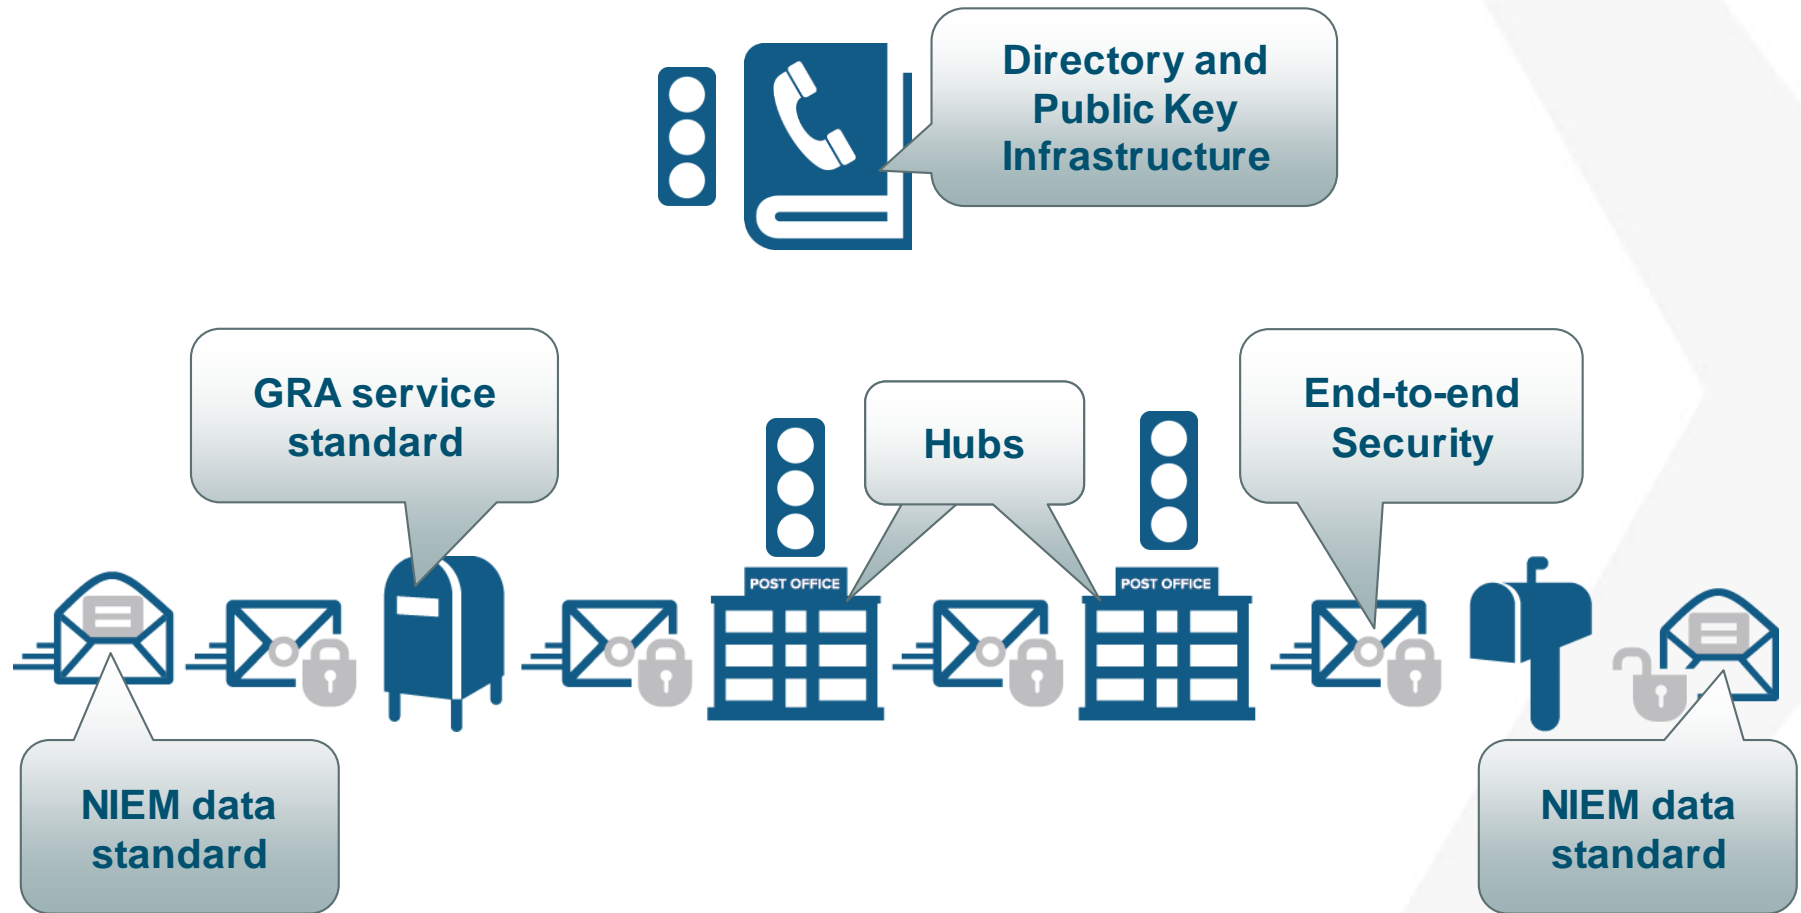 Directory and
Public Key
Infrastructure
GRA service
standard
Hubs
End-to-end
Security
POST OFFICE
POST OFFICE
NIEM data
standard
NIEM data
standard